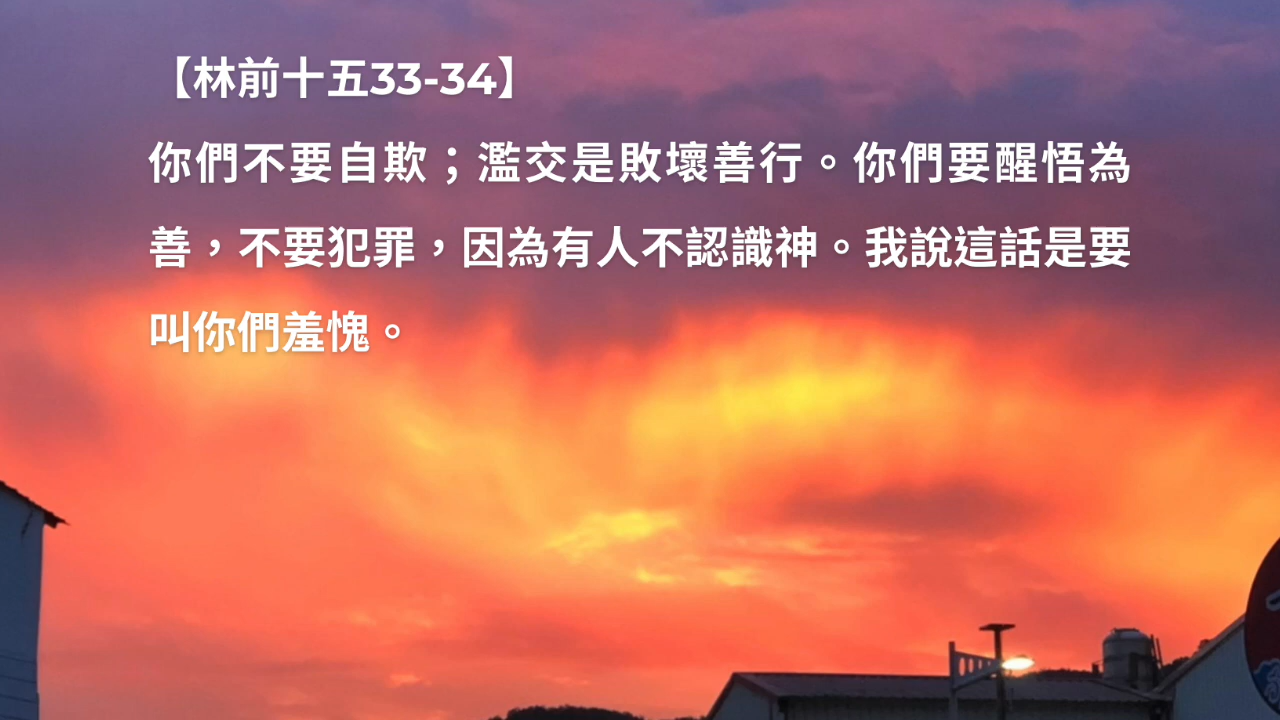 【林前十五33-34】
你們不要自欺；濫交是敗壞善行。你們要醒悟為
善，不要犯罪，因為有人不認識神。我說這話是要
叫你們羞愧。